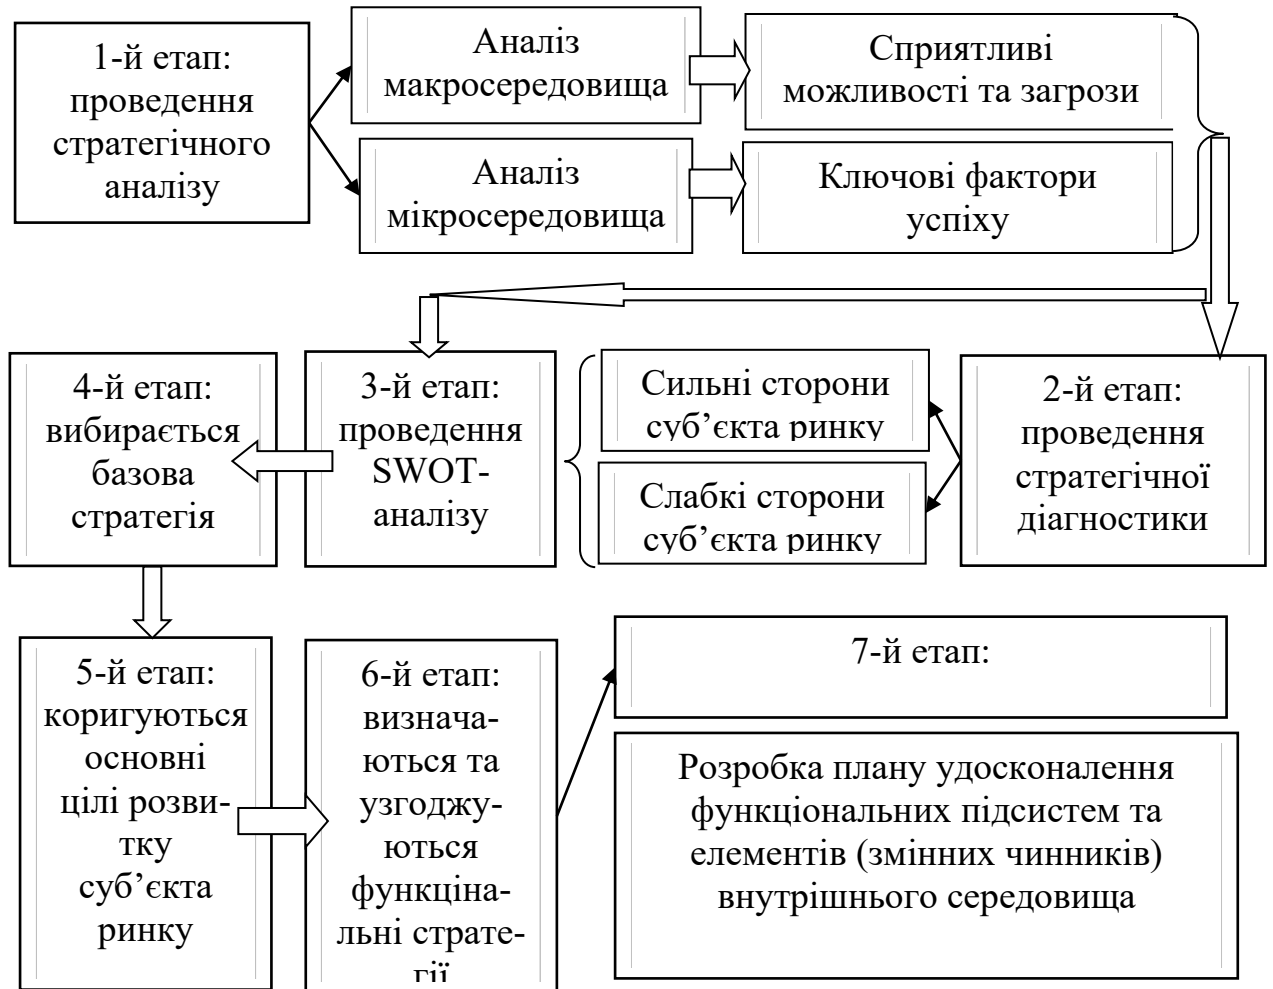 1-й етап:
проведення
стратегічного
аналізу
Аналіз
макросередовища
Сприятливі
можливості та загрози
Аналіз
мікросередовища
Ключові фактори
успіху
4-й етап:
вибирається
базова
стратегія
3-й етап:
проведення
SWOT-
аналізу
Сильні сторони
суб’єкта ринку
Слабкі сторони
суб’єкта ринку
2-й етап:
проведення
стратегічної
діагностики
5-й етап:
коригуються
основні
цілі розви-
тку
суб’єкта
ринку
6-й етап:
визнача-
ються та
узгоджу-
ються
функціна-
льні страте-
гії
7-й етап:
Розробка плану удосконалення
функціональних підсистем та
елементів (змінних чинників)
внутрішнього середовища